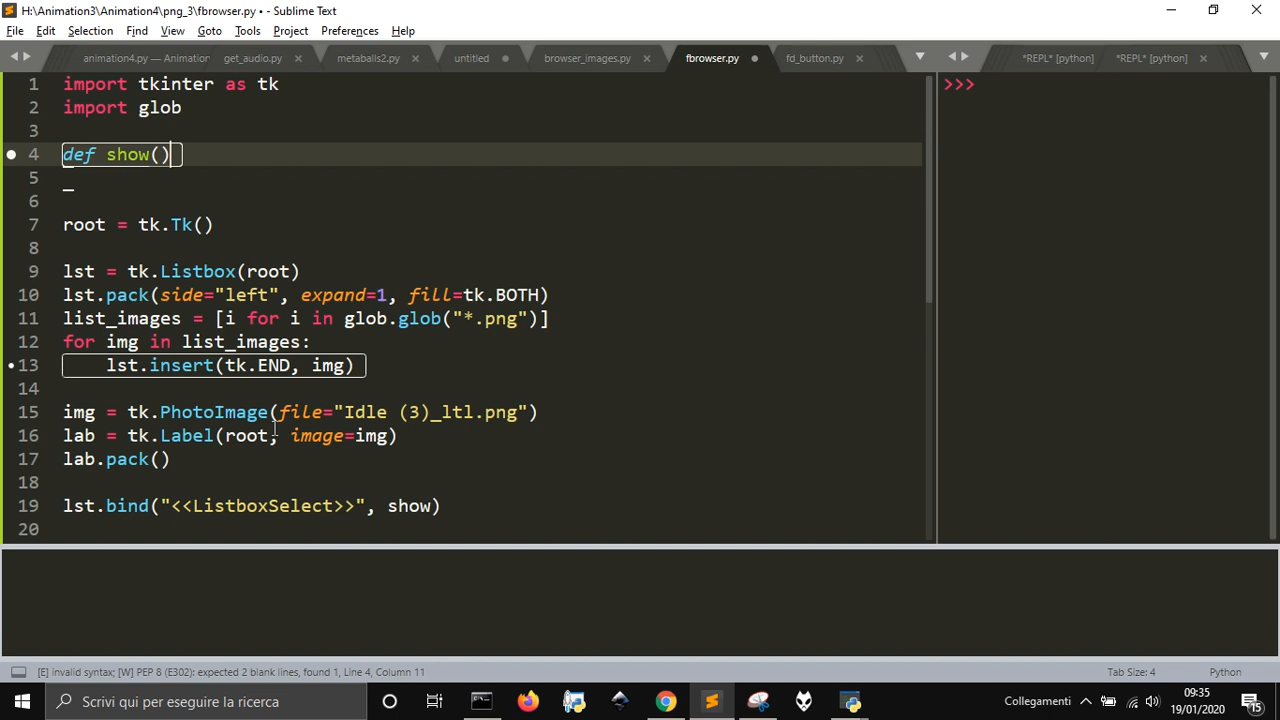 H:\Animation3\Animation4\png_3\fbrowser.py • - Sublime Text
File Edit Selection Find View Goto Tools Project Preferences Help
animation4.py — Animation get_audio.py metaballs2.py untitled browser_images.py fbrowser.py fd_button.py *REPL* [python] *REPL* [python]
1 import tkinter as tk
2 import glob
3
4 def show()
5
6
7 root = tk.Tk()
8
9 lst = tk.Listbox(root)
10 lst.pack(side="left", expand=1, fill=tk.BOTH)
11 list_images = [i for i in glob.glob("*.png")]
12 for img in list_images:
13     lst.insert(tk.END, img)
14
15 img = tk.PhotoImage(file="Idle (3)_ltl.png")
16 lab = tk.Label(root, image=img)
17 lab.pack()
18
19 lst.bind("<<ListboxSelect>>", show)
20
>>>
[E] invalid syntax; [W] PEP 8 (E302): expected 2 blank lines, found 1, Line 4, Column 11 Tab Size: 4 Python
Scrivi qui per eseguire la ricerca Collegamenti 09:35
19/01/2020 15